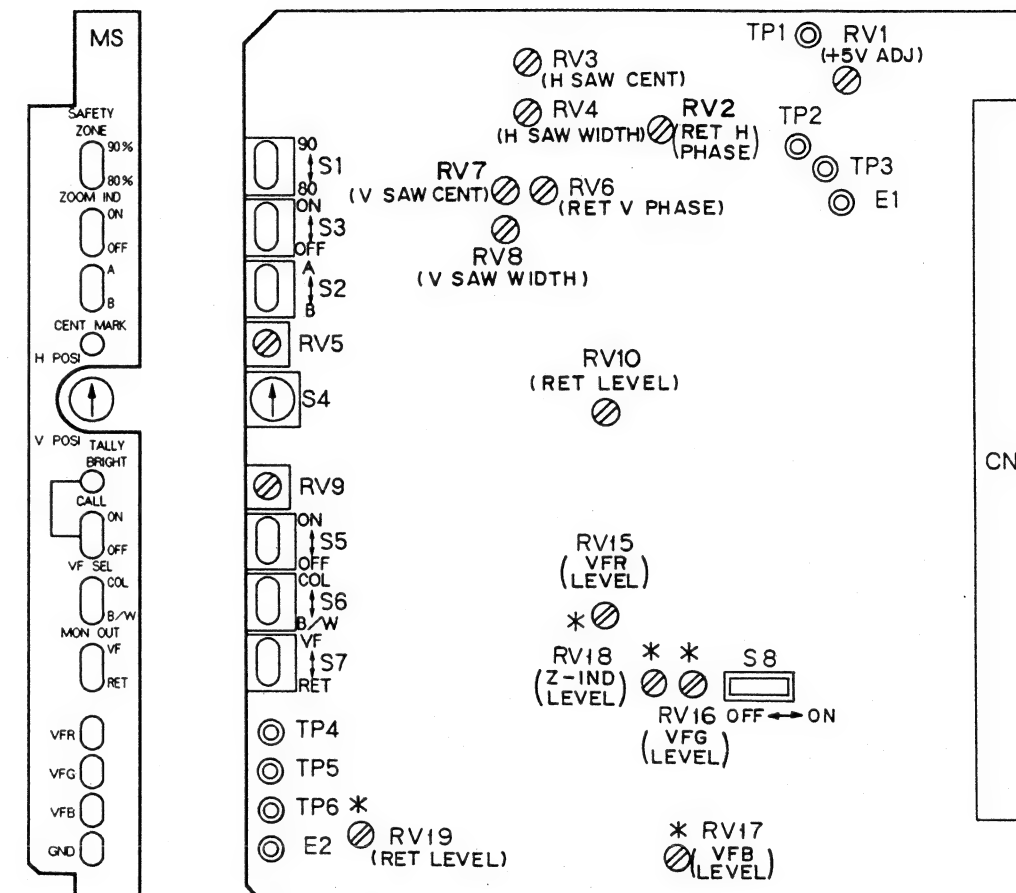 MS
SAFETY
ZONE
90%
80%
ZOOM IND
ON
OFF
A
B
CENT MARK
H POSI
V POSI
TALLY
BRIGHT
CALL
ON
OFF
VF SEL
COL
B/W
MON OUT
VF
RET
VFR
VFG
VFB
GND
90
S1
80
ON
S3
OFF
A
S2
B
RV5
S4
RV9
ON
S5
OFF
COL
S6
B/W
VF
S7
RET
TP4
TP5
TP6 *
E2
RV19
(RET LEVEL)
TP1
RV1
(+5V ADJ)
RV3
(H SAW CENT)
RV4
(H SAW WIDTH)
RV2
(RET H
PHASE)
TP2
TP3
E1
RV7
(V SAW CENT)
RV6
(RET V PHASE)
RV8
(V SAW WIDTH)
RV10
(RET LEVEL)
CN
RV15
(VFR
LEVEL)
*
RV18
(Z-IND
LEVEL)
* *
S8
OFF ↔ ON
RV16
(VFG
LEVEL)
* RV17
(VFB
LEVEL)